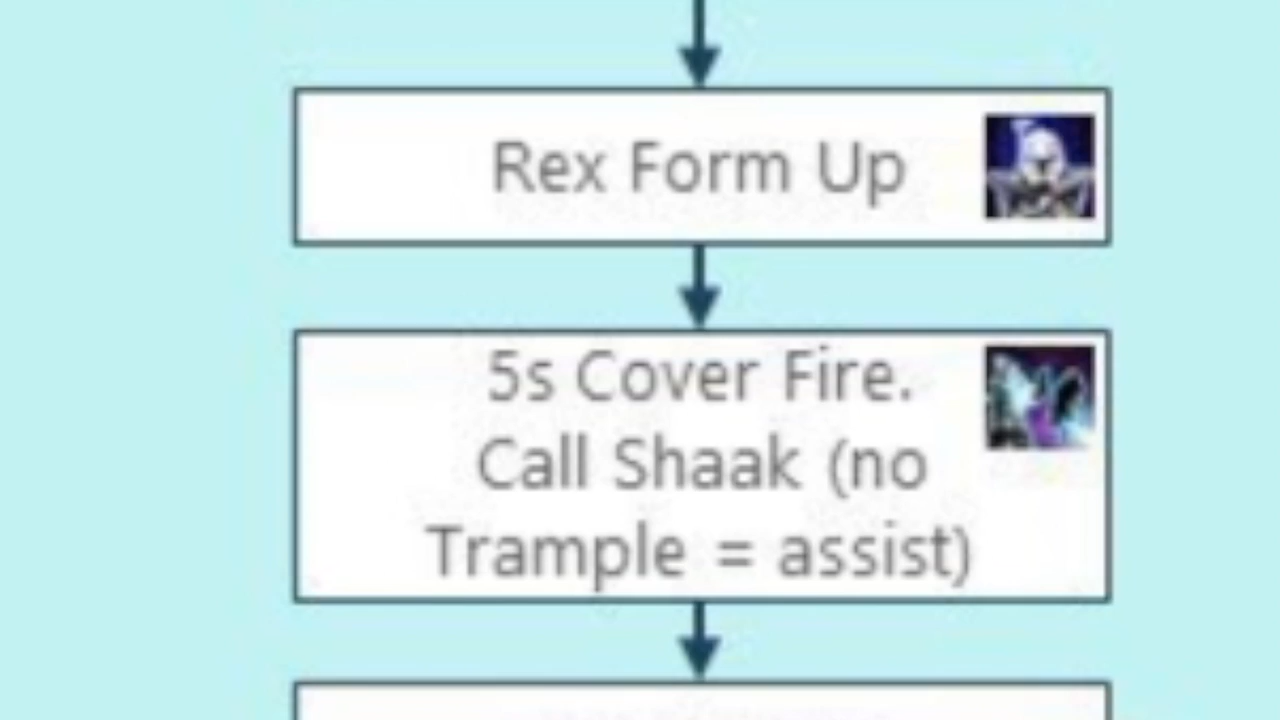 Rex Form Up
5s Cover Fire.
Call Shaak (no
Trample = assist)